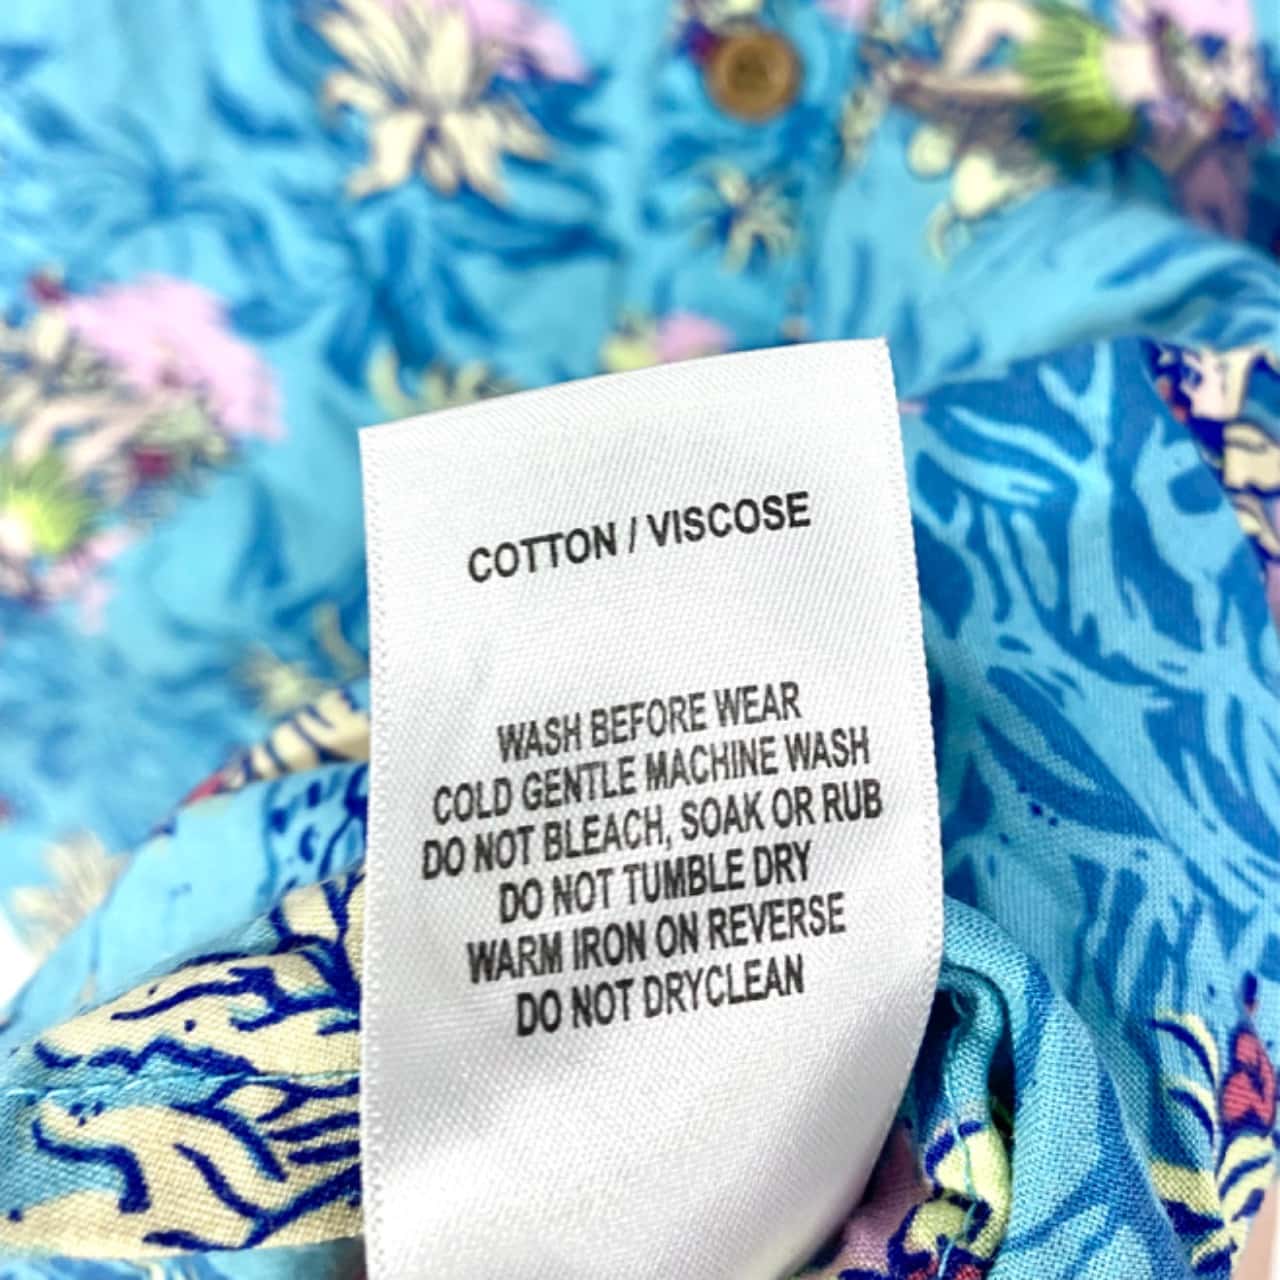 COTTON / VISCOSE
WASH BEFORE WEAR
COLD GENTLE MACHINE WASH
DO NOT BLEACH, SOAK OR RUB
DO NOT TUMBLE DRY
WARM IRON ON REVERSE
DO NOT DRYCLEAN